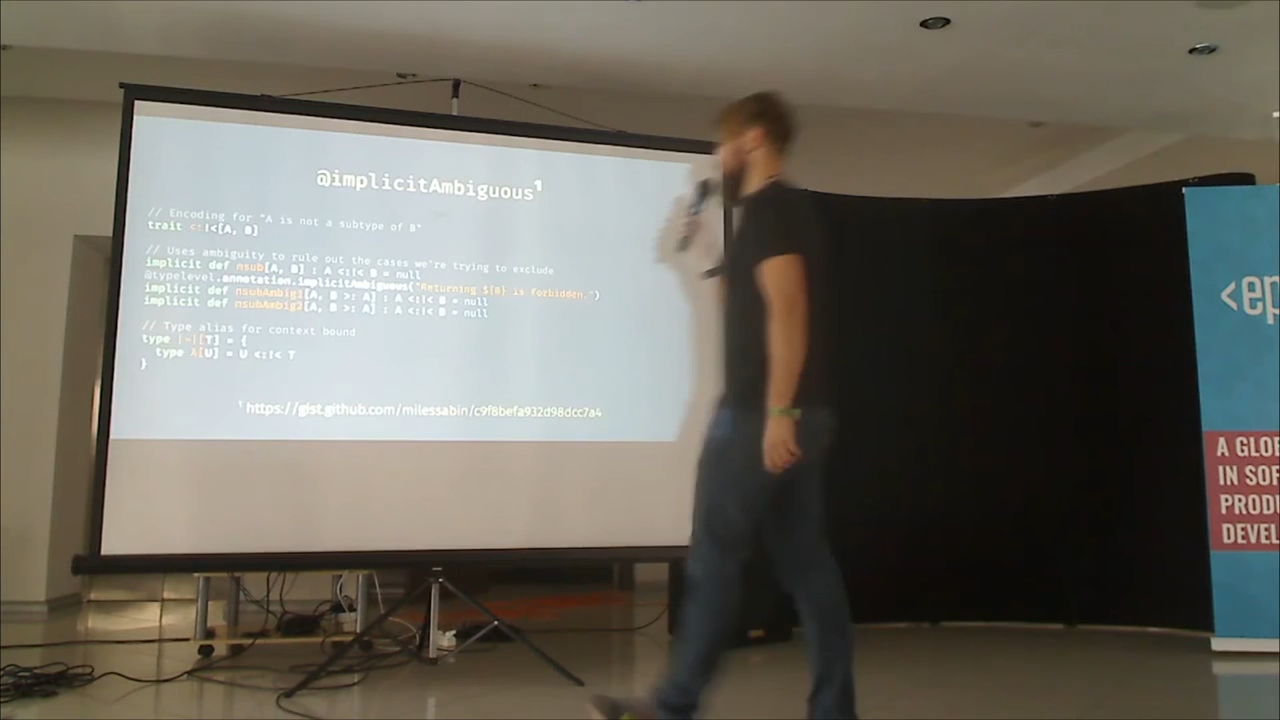 @implicitAmbiguous¹
// Encoding for "A is not a subtype of B"
trait <:!<[A, B]
// Uses ambiguity to rule out the cases we're trying to exclude
implicit def nsub[A, B] : A <:!< B = null
@typelevel.annotation.implicitAmbiguous("Returning ${B} is forbidden.")
implicit def nsubAmbig1[A, B >: A] : A <:!< B = null
implicit def nsubAmbig2[A, B >: A] : A <:!< B = null
// Type alias for context bound
type |¬|[T] = {
type λ[U] = U <:!< T
}
¹ https://gist.github.com/milessabin/c9f8befa932d98dcc7a4
<ep
A GLO
IN SOF
PRODU
DEVEL